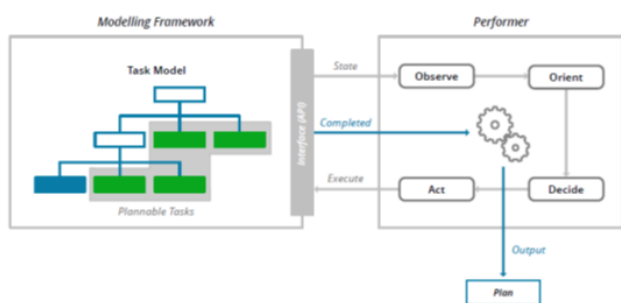 Modelling Framework
Performer
Task Model
Plannable Tasks
Interface (API)
State
Completed
Execute
Observe
Orient
Act
Decide
Output
Plan